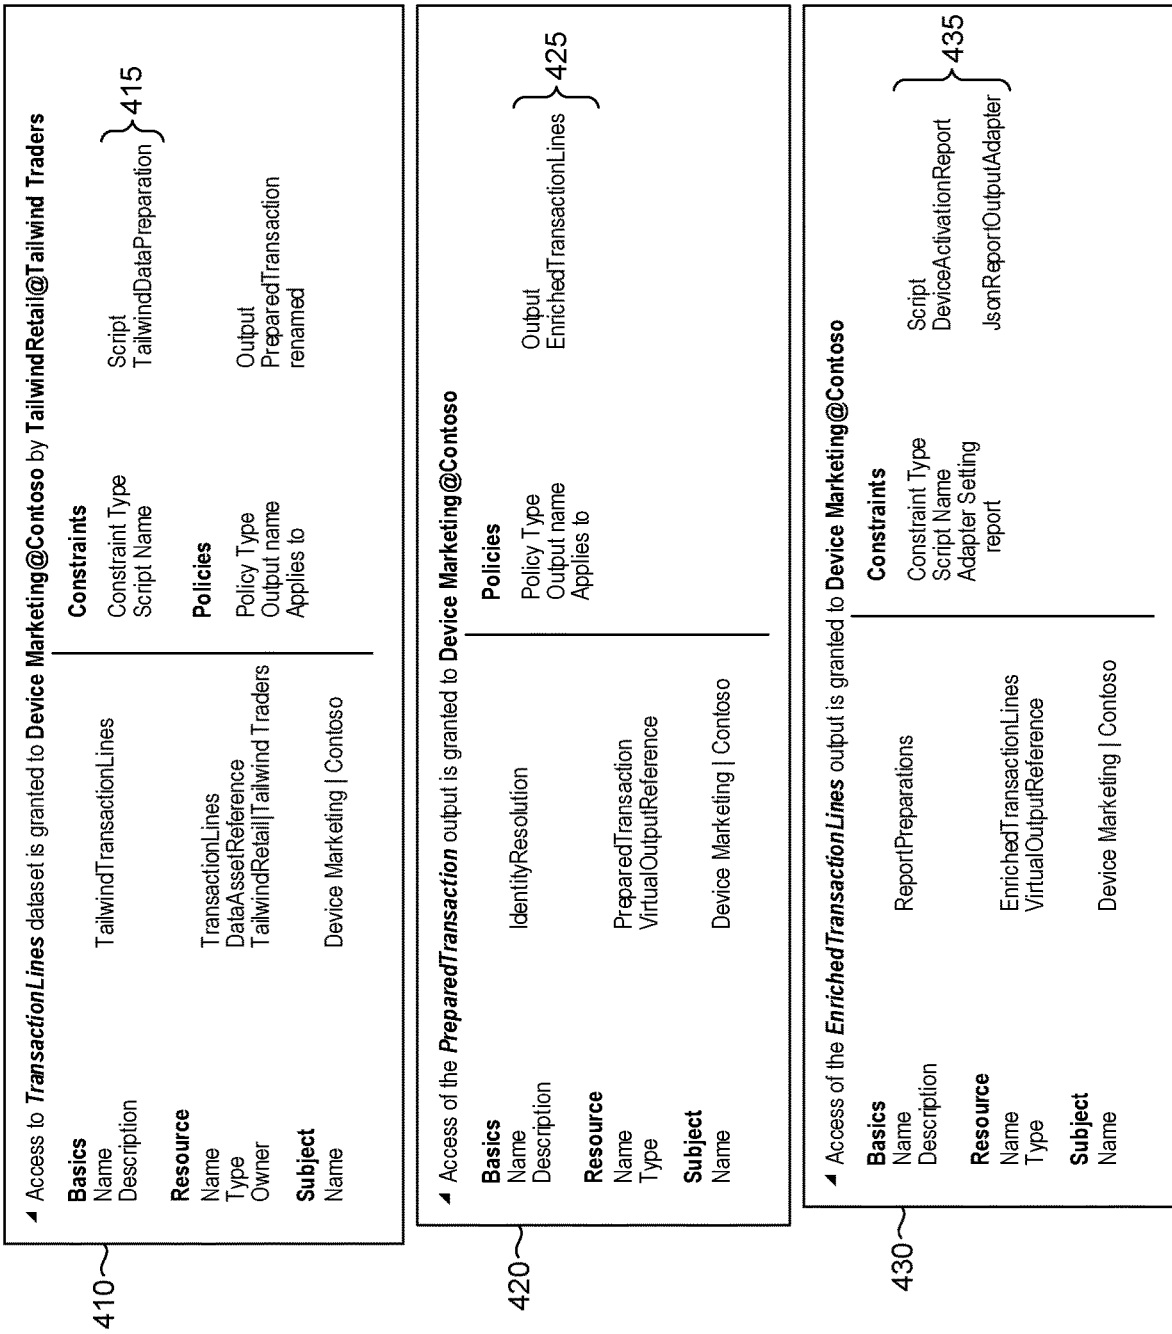 Access to TransactionLines dataset is granted to Device Marketing@Contoso by TailwindRetail@Tailwind Traders
Basics
Name TailwindTransactionLines
Description
Resource
Name TransactionLines
Type DataAssetReference
Owner TailwindRetail||Tailwind Traders
Subject
Name Device Marketing | Contoso
Constraints
Constraint Type Script
Script Name TailwindDataPreparation
415
Policies
Policy Type Output
Output name PreparedTransaction
Applies to renamed
410
Access of the PreparedTransaction output is granted to Device Marketing@Contoso
Basics
Name IdentityResolution
Description
Resource
Name PreparedTransaction
Type VirtualOutputReference
Subject
Name Device Marketing | Contoso
Policies
Policy Type Output
Output name EnrichedTransactionLines
Applies to
425
420
Access of the EnrichedTransactionLines output is granted to Device Marketing@Contoso
Basics
Name ReportPreparations
Description
Resource
Name EnrichedTransactionLines
Type VirtualOutputReference
Subject
Name Device Marketing | Contoso
Constraints
Constraint Type Script
Script Name DeviceActivationReport
Adapter Setting
report JsonReportOutputAdapter
435
430